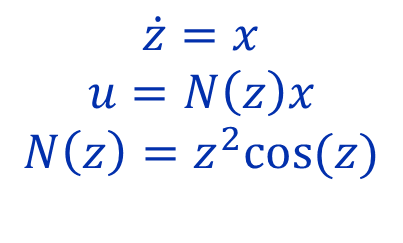 ż = x
u = N(z)x
N(z) = z²cos(z)